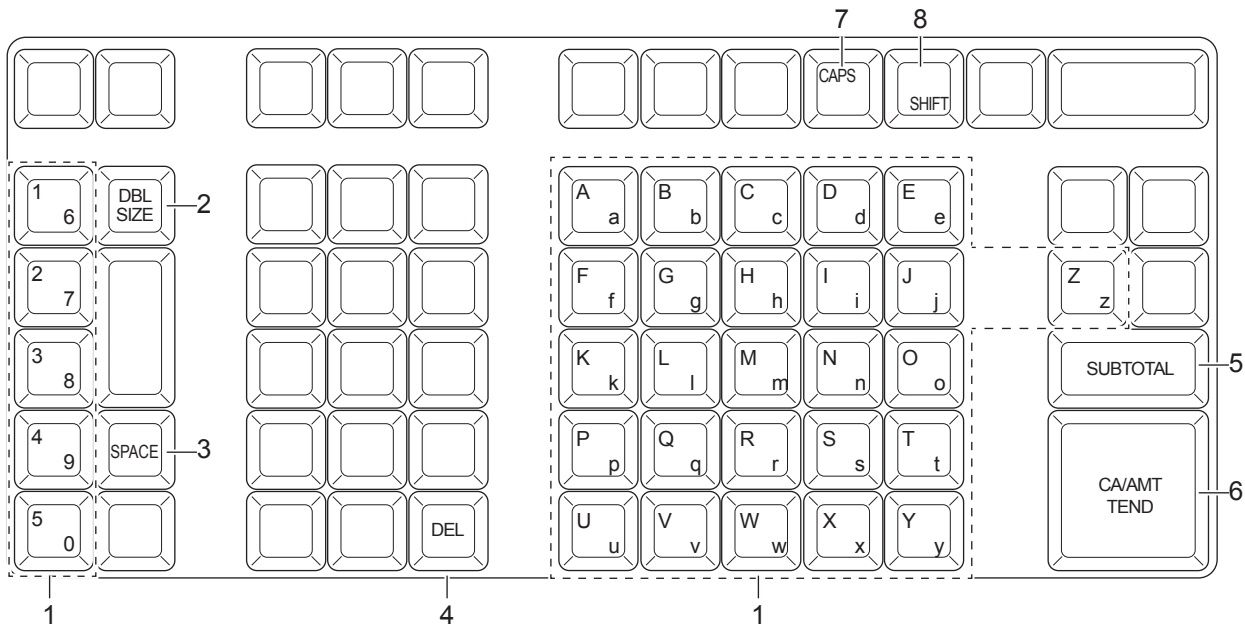 7 8
CAPS
SHIFT
1 6
DBL
SIZE
2
A a B b C c D d E e
2 7
F f G g H h I i J j Z z
3 8
K k L l M m N n O o
SUBTOTAL
5
4 9
SPACE
3
P p Q q R r S s T t
CA/AMT
TEND
6
5 0
DEL
U u V v W w X x Y y
1 4 1